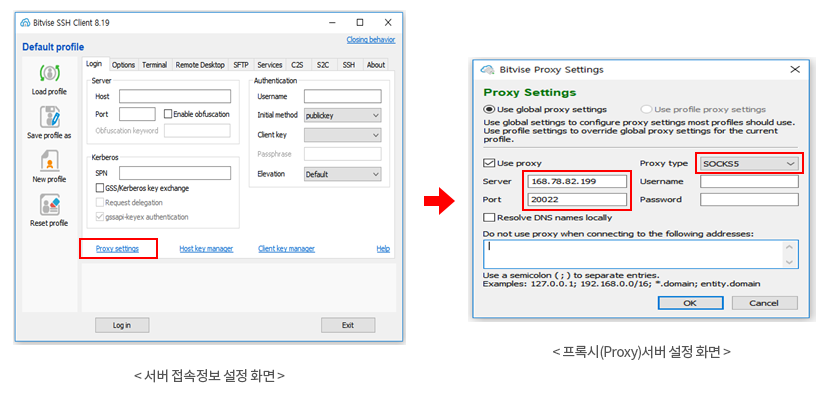 Bitvise SSH Client 8.19
Closing behavior
Default profile
Load profile
Save profile as
New profile
Reset profile
Login Options Terminal Remote Desktop SFTP Services C2S S2C SSH About
Server
Host
Port Enable obfuscation
Obfuscation keyword
Kerberos
SPN
GSS/Kerberos key exchange
Request delegation
gssapi-keyex authentication
Authentication
Username
Initial method publickey
Client key
Passphrase
Elevation Default
Proxy settings Host key manager Client key manager Help
Log in Exit
< 서버 접속정보 설정 화면 >
Bitvise Proxy Settings
Proxy Settings
Use global proxy settings Use profile proxy settings
Use global settings to configure proxy settings most profiles should use.
Use profile settings to override global proxy settings for the current
profile.
Use proxy Proxy type SOCKS5
Server 168.78.82.199 Username
Port 20022 Password
Resolve DNS names locally
Do not use proxy when connecting to the following addresses:
Use a semicolon ( ; ) to separate entries.
Examples: 127.0.0.1; 192.168.0.0/16; *.domain; entity.domain
OK Cancel
< 프록시(Proxy)서버 설정 화면 >